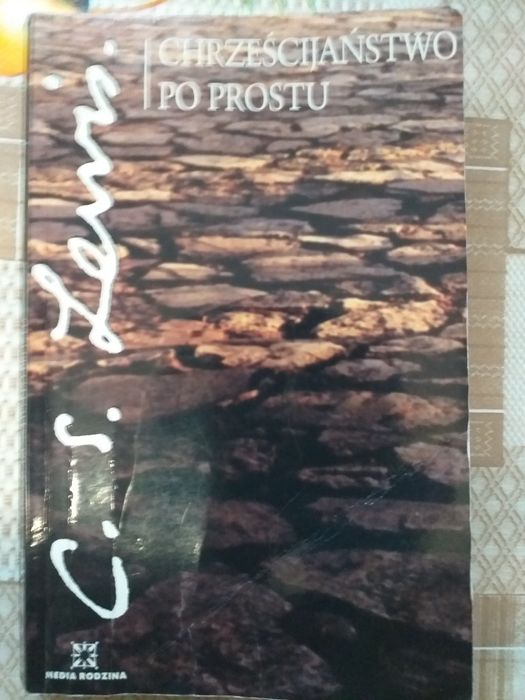 CHRZEŚCIJAŃSTWO
PO PROSTU
C. S. Lewis.
MEDIA RODZINA